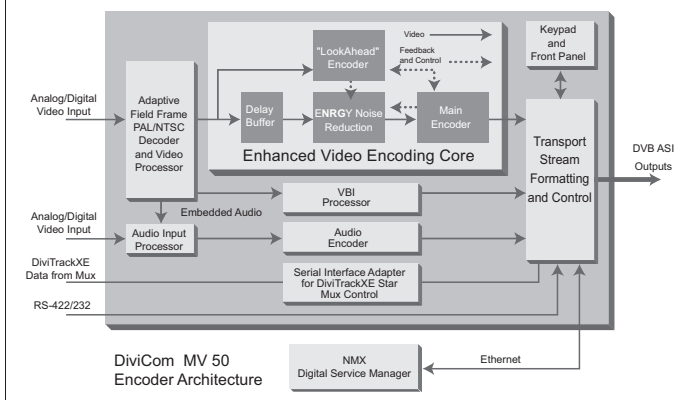 Video
Feedback
and Control
"LookAhead"
Encoder
Keypad
and
Front Panel
Analog/Digital
Video Input
Adaptive
Field Frame
PAL/NTSC
Decoder
and Video
Processor
Delay
Buffer
ENRGY Noise
Reduction
Main
Encoder
Enhanced Video Encoding Core
Transport
Stream
Formatting
and Control
DVB ASI
Outputs
VBI
Processor
Embedded Audio
Analog/Digital
Video Input
Audio Input
Processor
Audio
Encoder
DiviTrackXE
Data from Mux
Serial Interface Adapter
for DiviTrackXE Star
Mux Control
RS-422/232
DiviCom MV 50
Encoder Architecture
NMX
Digital Service Manager
Ethernet